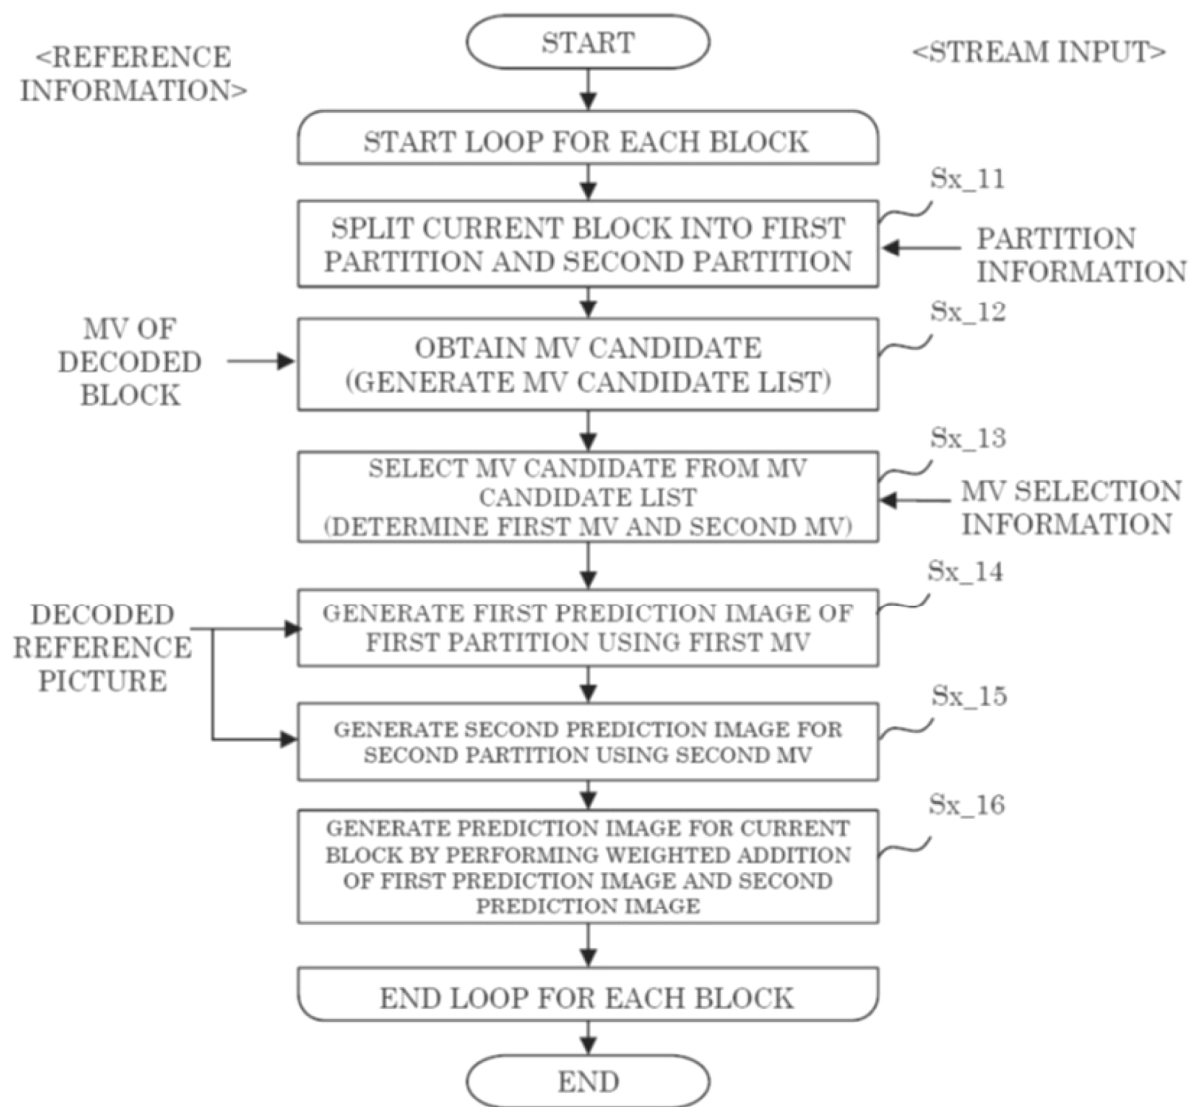 START
<REFERENCE
INFORMATION>
<STREAM INPUT>
START LOOP FOR EACH BLOCK
Sx_11
SPLIT CURRENT BLOCK INTO FIRST
PARTITION AND SECOND PARTITION
PARTITION
INFORMATION
Sx_12
MV OF
DECODED
BLOCK
OBTAIN MV CANDIDATE
(GENERATE MV CANDIDATE LIST)
Sx_13
SELECT MV CANDIDATE FROM MV
CANDIDATE LIST
(DETERMINE FIRST MV AND SECOND MV)
MV SELECTION
INFORMATION
Sx_14
DECODED
REFERENCE
PICTURE
GENERATE FIRST PREDICTION IMAGE OF
FIRST PARTITION USING FIRST MV
Sx_15
GENERATE SECOND PREDICTION IMAGE FOR
SECOND PARTITION USING SECOND MV
Sx_16
GENERATE PREDICTION IMAGE FOR CURRENT
BLOCK BY PERFORMING WEIGHTED ADDITION
OF FIRST PREDICTION IMAGE AND SECOND
PREDICTION IMAGE
END LOOP FOR EACH BLOCK
END